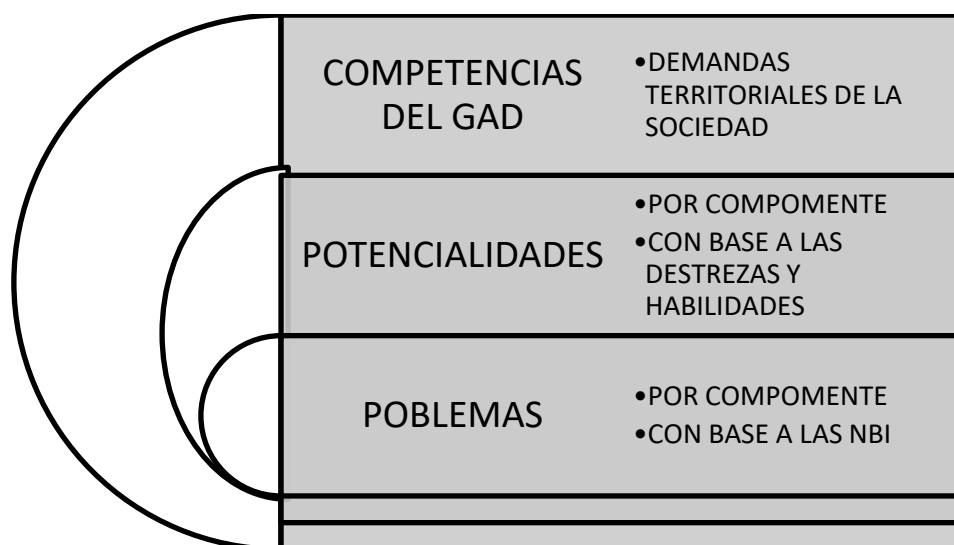 COMPETENCIAS
DEL GAD
•DEMANDAS
TERRITORIALES DE LA
SOCIEDAD
POTENCIALIDADES
•POR COMPOMENTE
•CON BASE A LAS
DESTREZAS Y
HABILIDADES
POBLEMAS
•POR COMPOMENTE
•CON BASE A LAS NBI